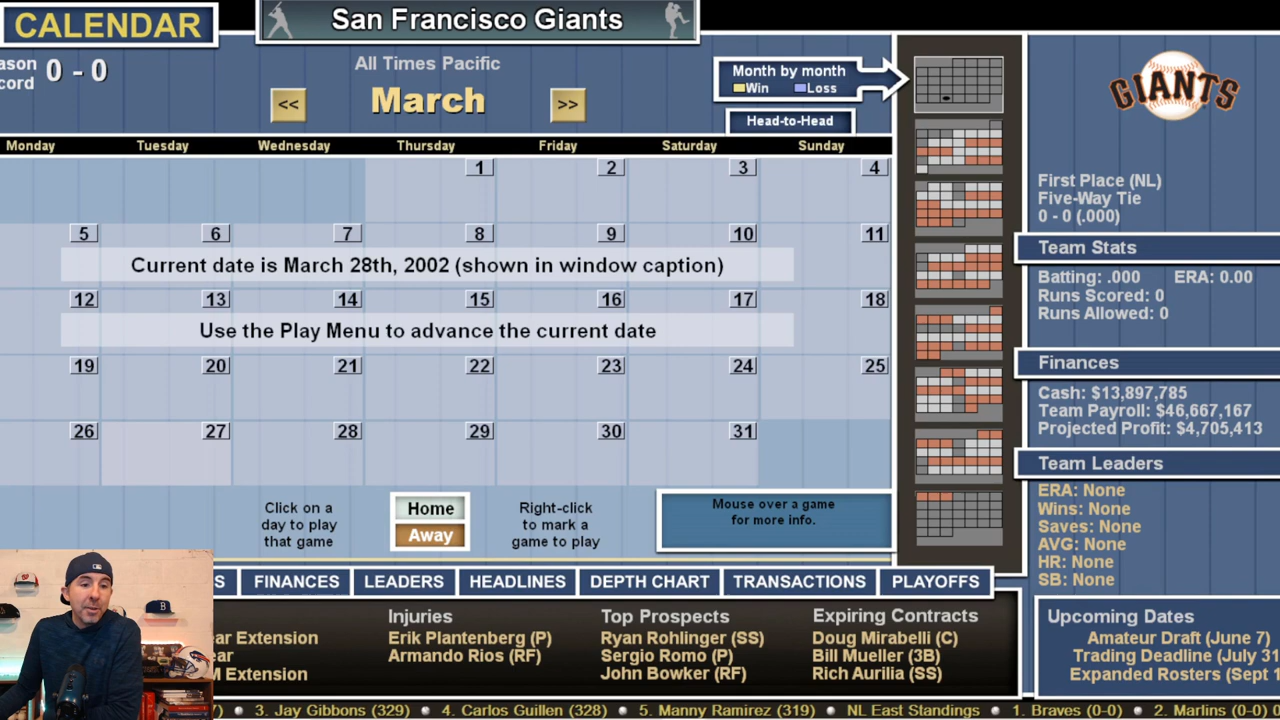 CALENDAR
San Francisco Giants
ason
cord
0 - 0
All Times Pacific
<< March >>
Month by month
Win Loss
Head-to-Head
Monday Tuesday Wednesday Thursday Friday Saturday Sunday
1 2 3 4
5 6 7 8 9 10 11
Current date is March 28th, 2002 (shown in window caption)
12 13 14 15 16 17 18
Use the Play Menu to advance the current date
19 20 21 22 23 24 25
26 27 28 29 30 31
Click on a
day to play
that game
Home
Away
Right-click
to mark a
game to play
Mouse over a game
for more info.
GIANTS
First Place (NL)
Five-Way Tie
0 - 0 (.000)
Team Stats
Batting: .000 ERA: 0.00
Runs Scored: 0
Runs Allowed: 0
Finances
Cash: $13,897,785
Team Payroll: $46,667,167
Projected Profit: $4,705,413
Team Leaders
ERA: None
Wins: None
Saves: None
AVG: None
HR: None
SB: None
S FINANCES LEADERS HEADLINES DEPTH CHART TRANSACTIONS PLAYOFFS
ear Extension
ear
M Extension
Injuries
Erik Plantenberg (P)
Armando Rios (RF)
Top Prospects
Ryan Rohlinger (SS)
Sergio Romo (P)
John Bowker (RF)
Expiring Contracts
Doug Mirabelli (C)
Bill Mueller (3B)
Rich Aurilia (SS)
Upcoming Dates
Amateur Draft (June 7)
Trading Deadline (July 31
Expanded Rosters (Sept 1
7) 3. Jay Gibbons (329) 4. Carlos Guillen (328) 5. Manny Ramirez (319) NL East Standings 1. Braves (0-0) 2. Marlins (0-0)